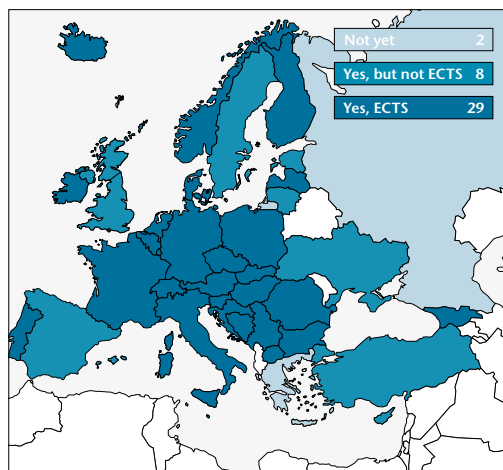 Not yet 2
Yes, but not ECTS 8
Yes, ECTS 29